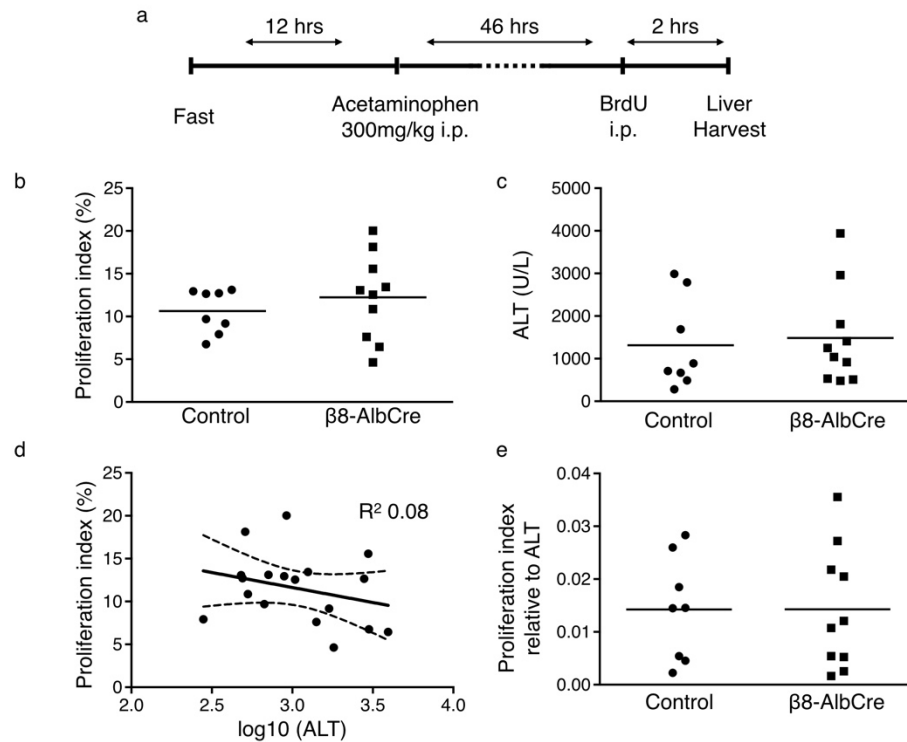 a
12 hrs
46 hrs
2 hrs
Fast
Acetaminophen
300mg/kg i.p.
BrdU
i.p.
Liver
Harvest
b
Proliferation index (%)
25
20
15
10
5
0
Control
β8-AlbCre
c
ALT (U/L)
5000
4000
3000
2000
1000
0
Control
β8-AlbCre
d
Proliferation index (%)
25
20
15
10
5
0
R² 0.08
2.0
2.5
3.0
3.5
4.0
log10 (ALT)
e
Proliferation index
relative to ALT
0.04
0.03
0.02
0.01
0.00
Control
β8-AlbCre